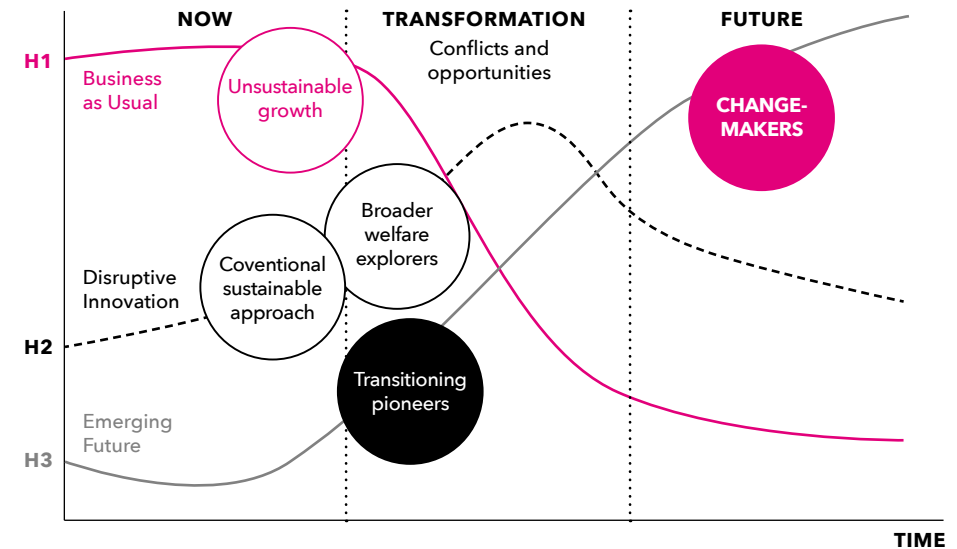 NOW
TRANSFORMATION
FUTURE
Conflicts and
opportunities
H1
Business
as Usual
Unsustainable
growth
CHANGE-
MAKERS
Broader
welfare
explorers
Disruptive
Innovation
Coventional
sustainable
approach
H2
Transitioning
pioneers
Emerging
Future
H3
TIME